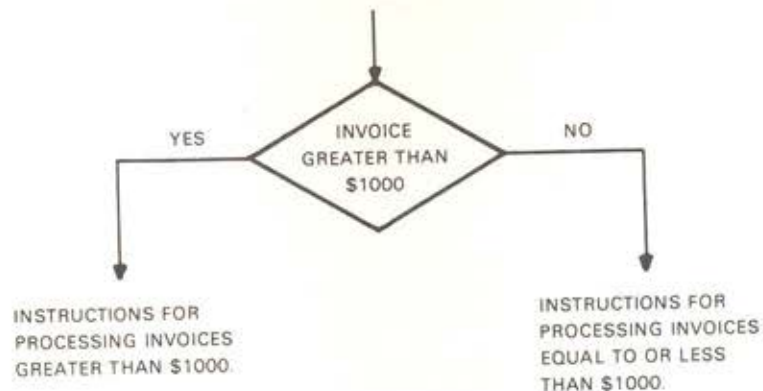 YES
INVOICE
GREATER THAN
$1000
NO
INSTRUCTIONS FOR
PROCESSING INVOICES
GREATER THAN $1000.
INSTRUCTIONS FOR
PROCESSING INVOICES
EQUAL TO OR LESS
THAN $1000.